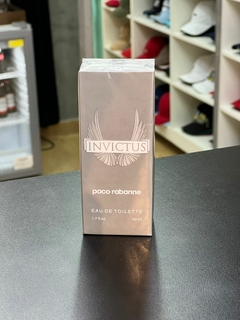 INVICTUS
paco rabanne
EAU DE TOILETTE